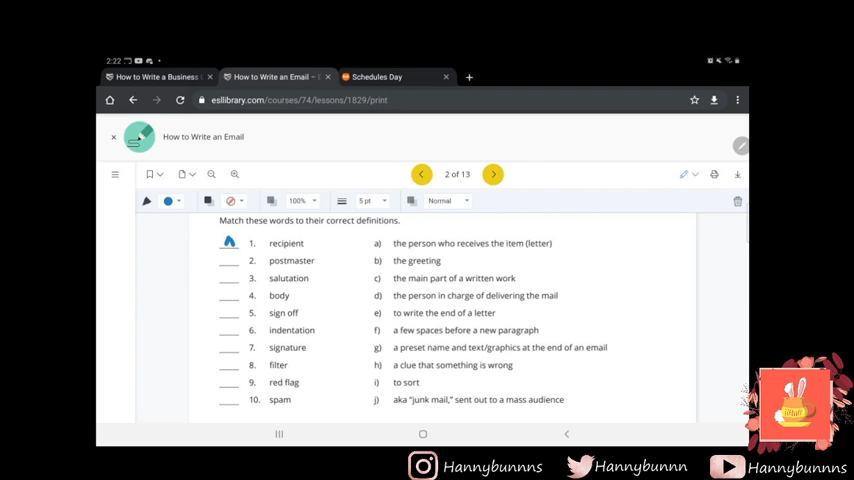 2:22
How to Write a Business L
How to Write an Email – E
Schedules Day
esllibrary.com/courses/74/lessons/1829/print
How to Write an Email
2 of 13
100%
5 pt
Normal
Match these words to their correct definitions.
A 1. recipient a) the person who receives the item (letter)
2. postmaster b) the greeting
3. salutation c) the main part of a written work
4. body d) the person in charge of delivering the mail
5. sign off e) to write the end of a letter
6. indentation f) a few spaces before a new paragraph
7. signature g) a preset name and text/graphics at the end of an email
8. filter h) a clue that something is wrong
9. red flag i) to sort
10. spam j) aka “junk mail,” sent out to a mass audience
Hannybunnns Hannybunnn Hannybunnns